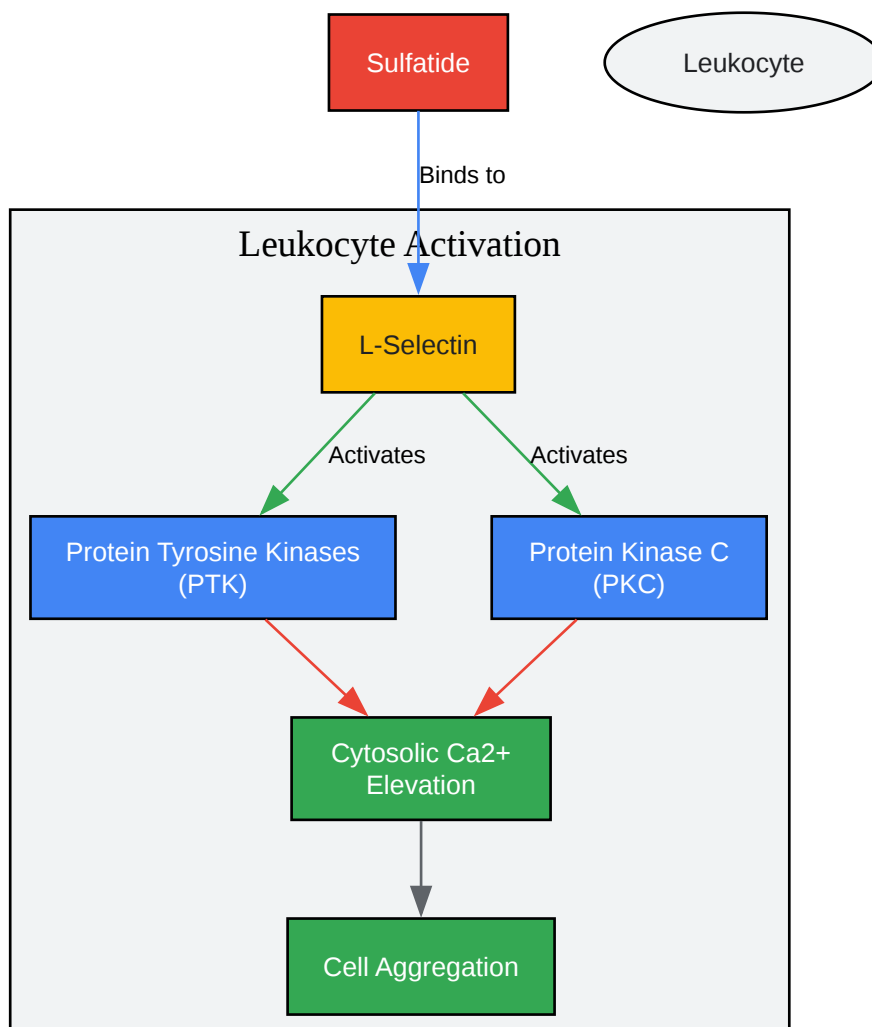 Sulfatide
Leukocyte
Binds to
Leukocyte Activation
L-Selectin
Activates
Activates
Protein Tyrosine Kinases
(PTK)
Protein Kinase C
(PKC)
Cytosolic Ca2+
Elevation
Cell Aggregation